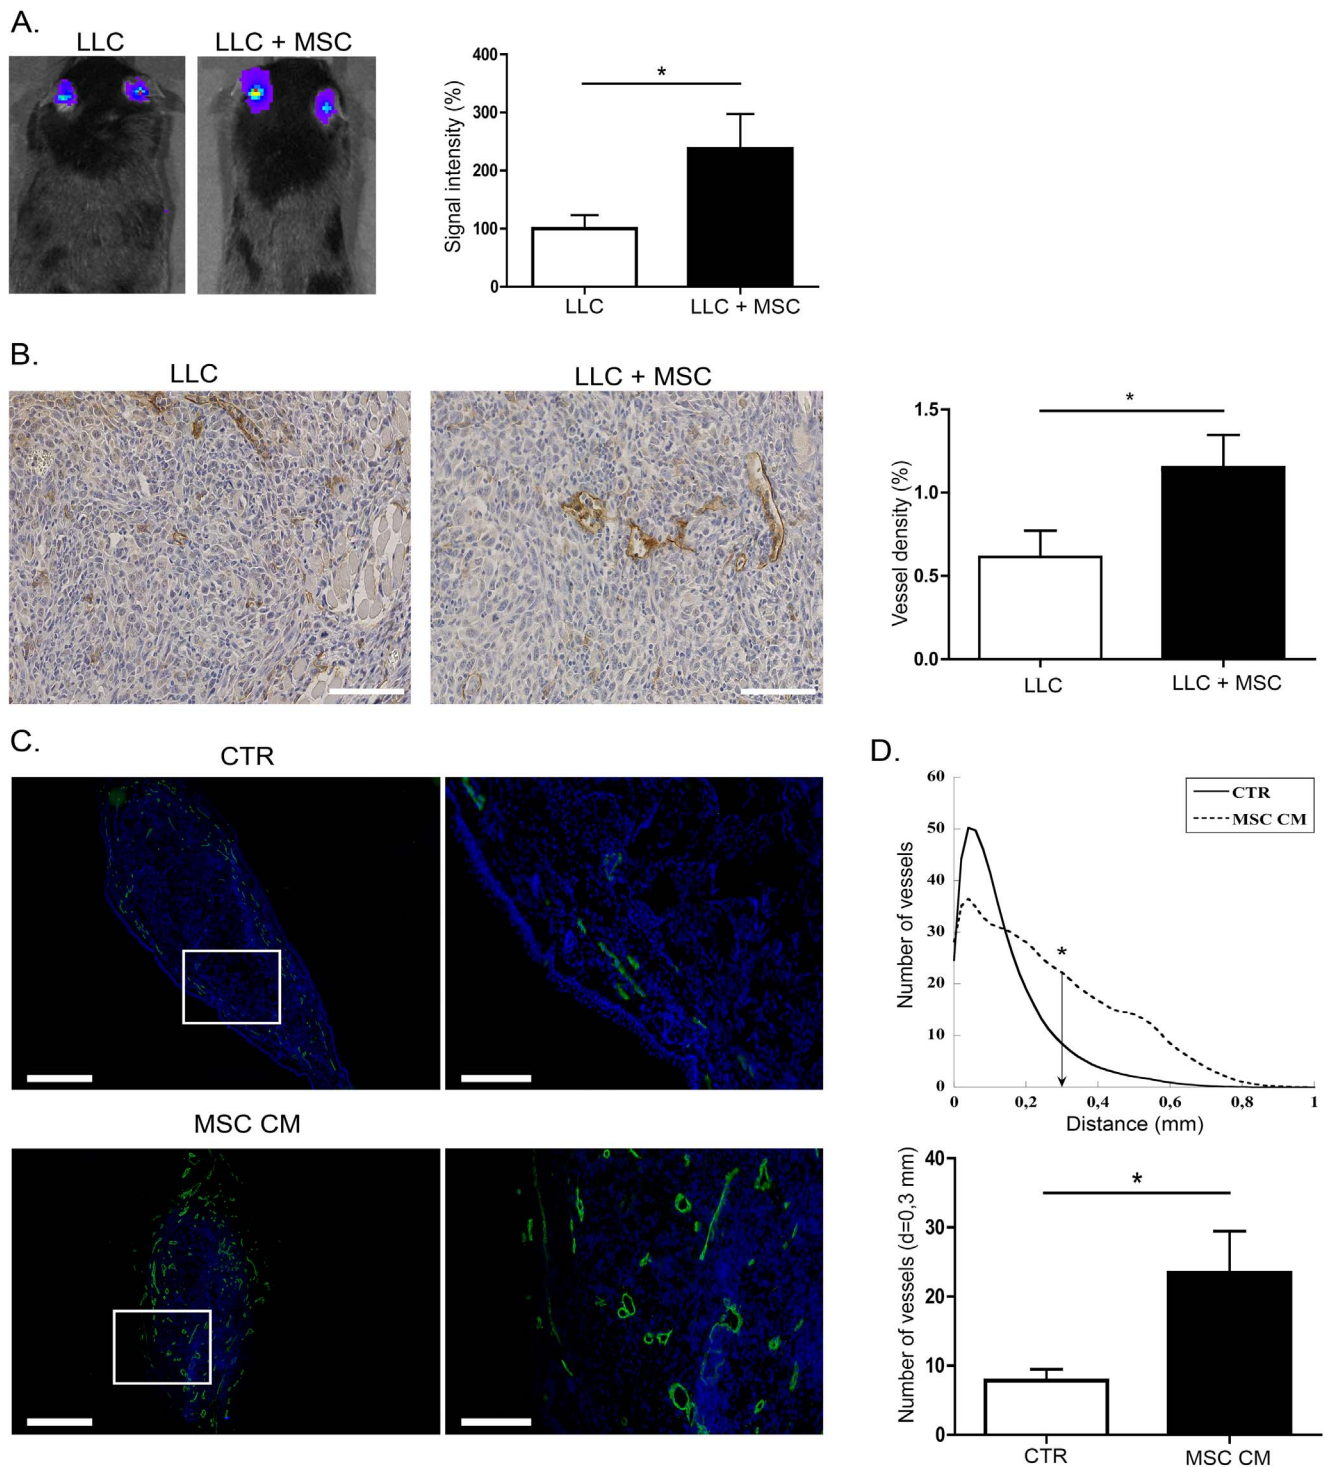 A.
LLC
LLC + MSC
400
300
200
100
0
Signal intensity (%)
*
LLC
LLC + MSC
B.
LLC
LLC + MSC
1.5
1.0
0.5
0.0
Vessel density (%)
*
LLC
LLC + MSC
C.
CTR
MSC CM
D.
60
50
40
30
20
10
0
Number of vessels
CTR
MSC CM
*
0
0,2
0,4
0,6
0,8
1
Distance (mm)
40
30
20
10
0
Number of vessels (d=0,3 mm)
*
CTR
MSC CM